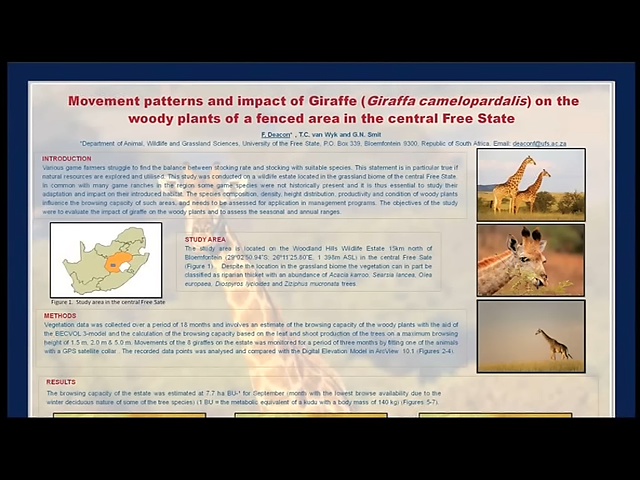 Movement patterns and impact of Giraffe (Giraffa camelopardalis) on the
woody plants of a fenced area in the central Free State
F. Deacon* , T.C. van Wyk and G.N. Smit
*Department of Animal, Wildlife and Grassland Sciences, University of the Free State, P.O. Box 339, Bloemfontein 9300, Republic of South Africa. Email: deaconf@ufs.ac.za
INTRODUCTION
Various game farmers struggle to find the balance between stocking rate and stocking with suitable species. This statement is in particular true if
natural resources are explored and utilised. This study was conducted on a wildlife estate located in the grassland biome of the central Free State.
In common with many game ranches in the region some game species were not historically present and it is thus essential to study their
adaptation and impact on their introduced habitat. The species composition, density, height distribution, productivity and condition of woody plants
influence the browsing capacity of such areas, and needs to be assessed for application in management programs. The objectives of the study
were to evaluate the impact of giraffe on the woody plants and to assess the seasonal and annual ranges.
STUDY AREA
The study area is located on the Woodland Hills Wildlife Estate 15km north of
Bloemfontein (29°02'50.94"S; 26°11'25.80"E, 1 394m ASL) in the central Free State
(Figure 1). Despite the location in the grassland biome the vegetation can in part be
classified as riparian thicket with an abundance of Acacia karroo, Searsia lancea, Olea
europaea, Diospyros lycioides and Ziziphus mucronata trees.
Figure 1. Study area in the central Free Sate
METHODS
Vegetation data was collected over a period of 18 months and involves an estimate of the browsing capacity of the woody plants with the aid of
the BECVOL 3-model and the calculation of the browsing capacity based on the leaf and shoot production of the trees on a maximum browsing
height of 1.5 m, 2.0 m & 5.0 m. Movements of the 8 giraffes on the estate was monitored for a period of three months by fitting one of the animals
with a GPS satellite collar . The recorded data points was analysed and compared with the Digital Elevation Model in ArcView 10.1 (Figures 2-4).
RESULTS
The browsing capacity of the estate was estimated at 7.7 ha BU-¹ for September (month with the lowest browse availability due to the
winter deciduous nature of some of the tree species) (1 BU = the metabolic equivalent of a kudu with a body mass of 140 kg) (Figures 5-7).